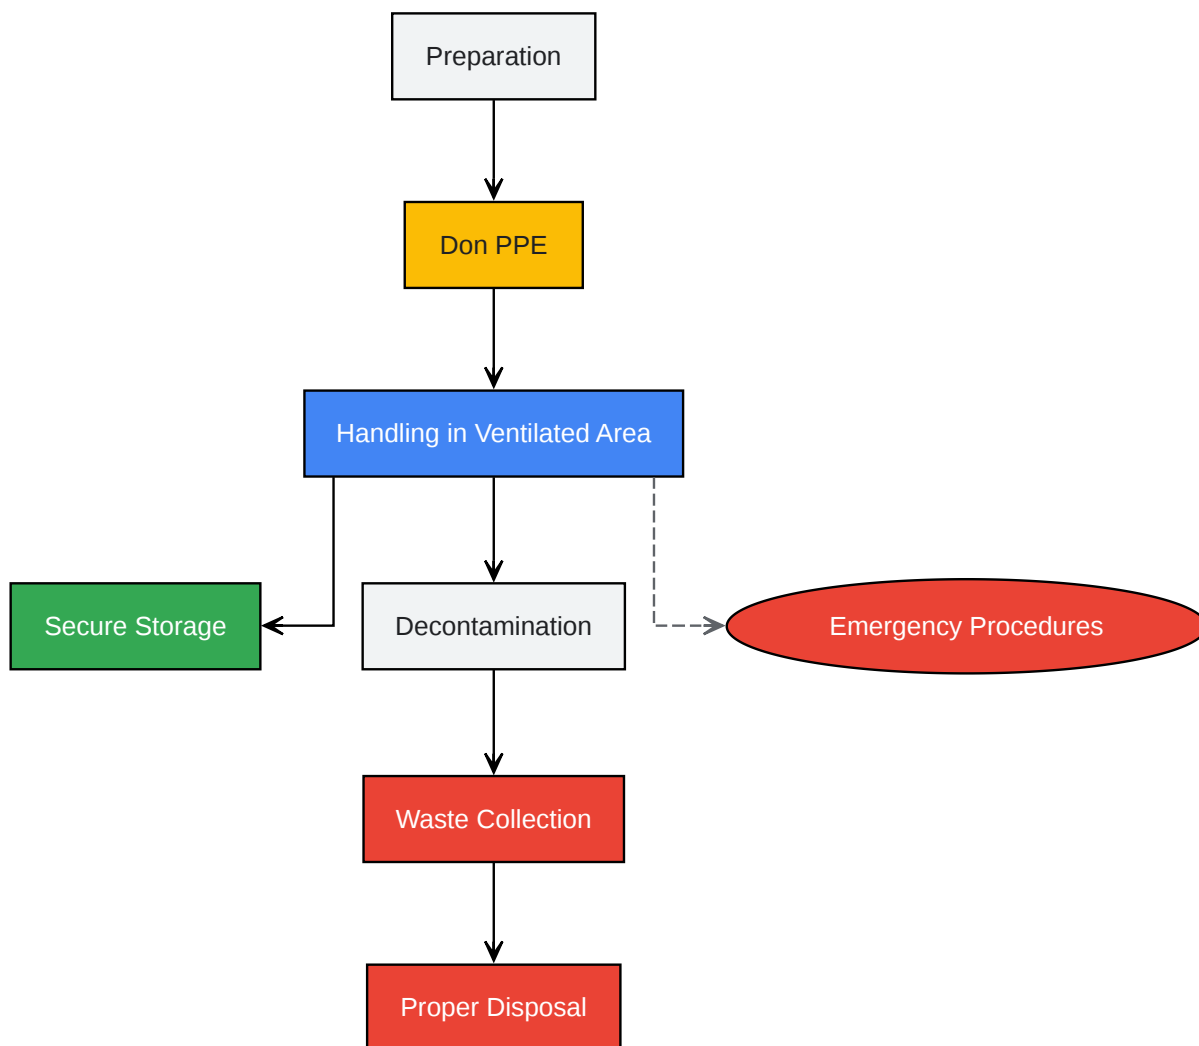 Preparation
Don PPE
Handling in Ventilated Area
Secure Storage
Decontamination
Emergency Procedures
Waste Collection
Proper Disposal